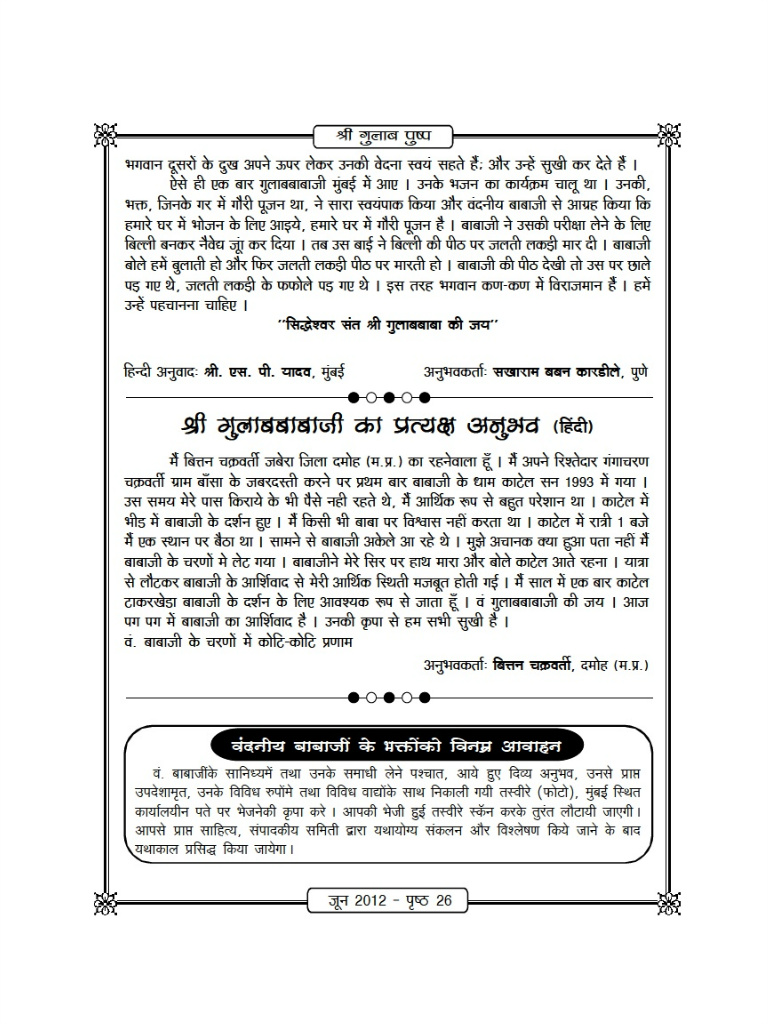 श्री गुलाब पुष्प
भगवान दूसरों के दुख अपने ऊपर लेकर उनकी वेदना स्वयं सहते हैं; और उन्हें सुखी कर देते हैं ।
ऐसे ही एक बार गुलाबबाबाजी मुंबई में आए । उनके भजन का कार्यक्रम चालू था । उनकी,
भक्त, जिनके गर में गौरी पूजन था, ने सारा स्वयंपाक किया और वंदनीय बाबाजी से आग्रह किया कि
हमारे घर में भोजन के लिए आइये, हमारे घर में गौरी पूजन है । बाबाजी ने उसकी परीक्षा लेने के लिए
बिल्ली बनकर नैवेद्य जूां कर दिया । तब उस बाई ने बिल्ली की पीठ पर जलती लकड़ी मार दी । बाबाजी
बोले हमें बुलाती हो और फिर जलती लकड़ी पीठ पर मारती हो । बाबाजी की पीठ देखी तो उस पर छाले
पड़ गए थे, जलती लकड़ी के फफोले पड़ गए थे । इस तरह भगवान कण-कण में विराजमान हैं । हमें
उन्हें पहचानना चाहिए ।
''सिद्धेश्वर संत श्री गुलाबबाबा की जय''
हिन्दी अनुवादः श्री. एस. पी. यादव, मुंबई अनुभवकर्ताः सखाराम बबन कारडीले, पुणे
श्री गुलाबबाबाजी का प्रत्यक्ष अनुभव (हिंदी)
मैं बित्तन चक्रवर्ती जबेरा जिला दमोह (म.प्र.) का रहनेवाला हूँ । मैं अपने रिश्तेदार गंगाचरण
चक्रवर्ती ग्राम बाँसा के जबरदस्ती करने पर प्रथम बार बाबाजी के धाम काटेल सन 1993 में गया ।
उस समय मेरे पास किराये के भी पैसे नही रहते थे, मैं आर्थिक रूप से बहुत परेशान था । काटेल में
भीड़ में बाबाजी के दर्शन हुए । मैं किसी भी बाबा पर विश्वास नहीं करता था । काटेल में रात्री 1 बजे
मैं एक स्थान पर बैठा था । सामने से बाबाजी अकेले आ रहे थे । मुझे अचानक क्या हुआ पता नहीं मैं
बाबाजी के चरणों मे लेट गया । बाबाजीने मेरे सिर पर हाथ मारा और बोले काटेल आते रहना । यात्रा
से लौटकर बाबाजी के आर्शिवाद से मेरी आर्थिक स्थिती मजबूत होती गई । मैं साल में एक बार काटेल
टाकरखेडा बाबाजी के दर्शन के लिए आवश्यक रूप से जाता हूँ । वं गुलाबबाबाजी की जय । आज
पग पग में बाबाजी का आर्शिवाद है । उनकी कृपा से हम सभी सुखी है ।
वं. बाबाजी के चरणों में कोटि-कोटि प्रणाम
अनुभवकर्ताः बित्तन चक्रवर्ती, दमोह (म.प्र.)
वंदनीय बाबाजीं के भक्तोंको विनम्र आवाहन
वं. बाबाजींके सानिध्यमें तथा उनके समाधी लेने पश्चात, आये हुए दिव्य अनुभव, उनसे प्राप्त
उपदेशामृत, उनके विविध रुपोंमे तथा विविध वाद्योंके साथ निकाली गयी तस्वीरे (फोटो), मुंबई स्थित
कार्यालयीन पते पर भेजनेकी कृपा करे । आपकी भेजी हुई तस्वीरे स्कॅन करके तुरंत लौटायी जाएगी ।
आपसे प्राप्त साहित्य, संपादकीय समिती द्वारा यथायोग्य संकलन और विश्लेषण किये जाने के बाद
यथाकाल प्रसिद्ध किया जायेगा ।
जून 2012 - पृष्ठ 26